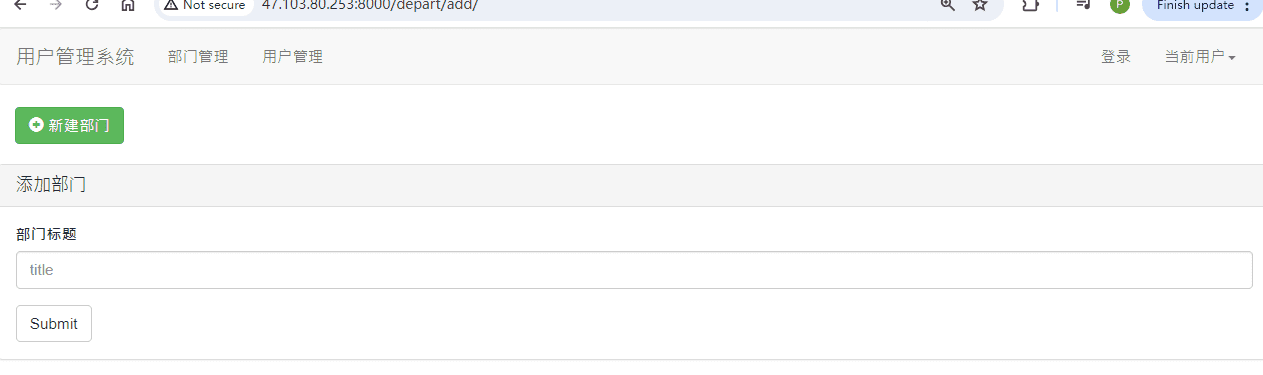 Not secure 47.103.80.253:8000/depart/add/ P Finish update
用户管理系统 部门管理 用户管理 登录 当前用户
新建部门
添加部门
部门标题
title
Submit